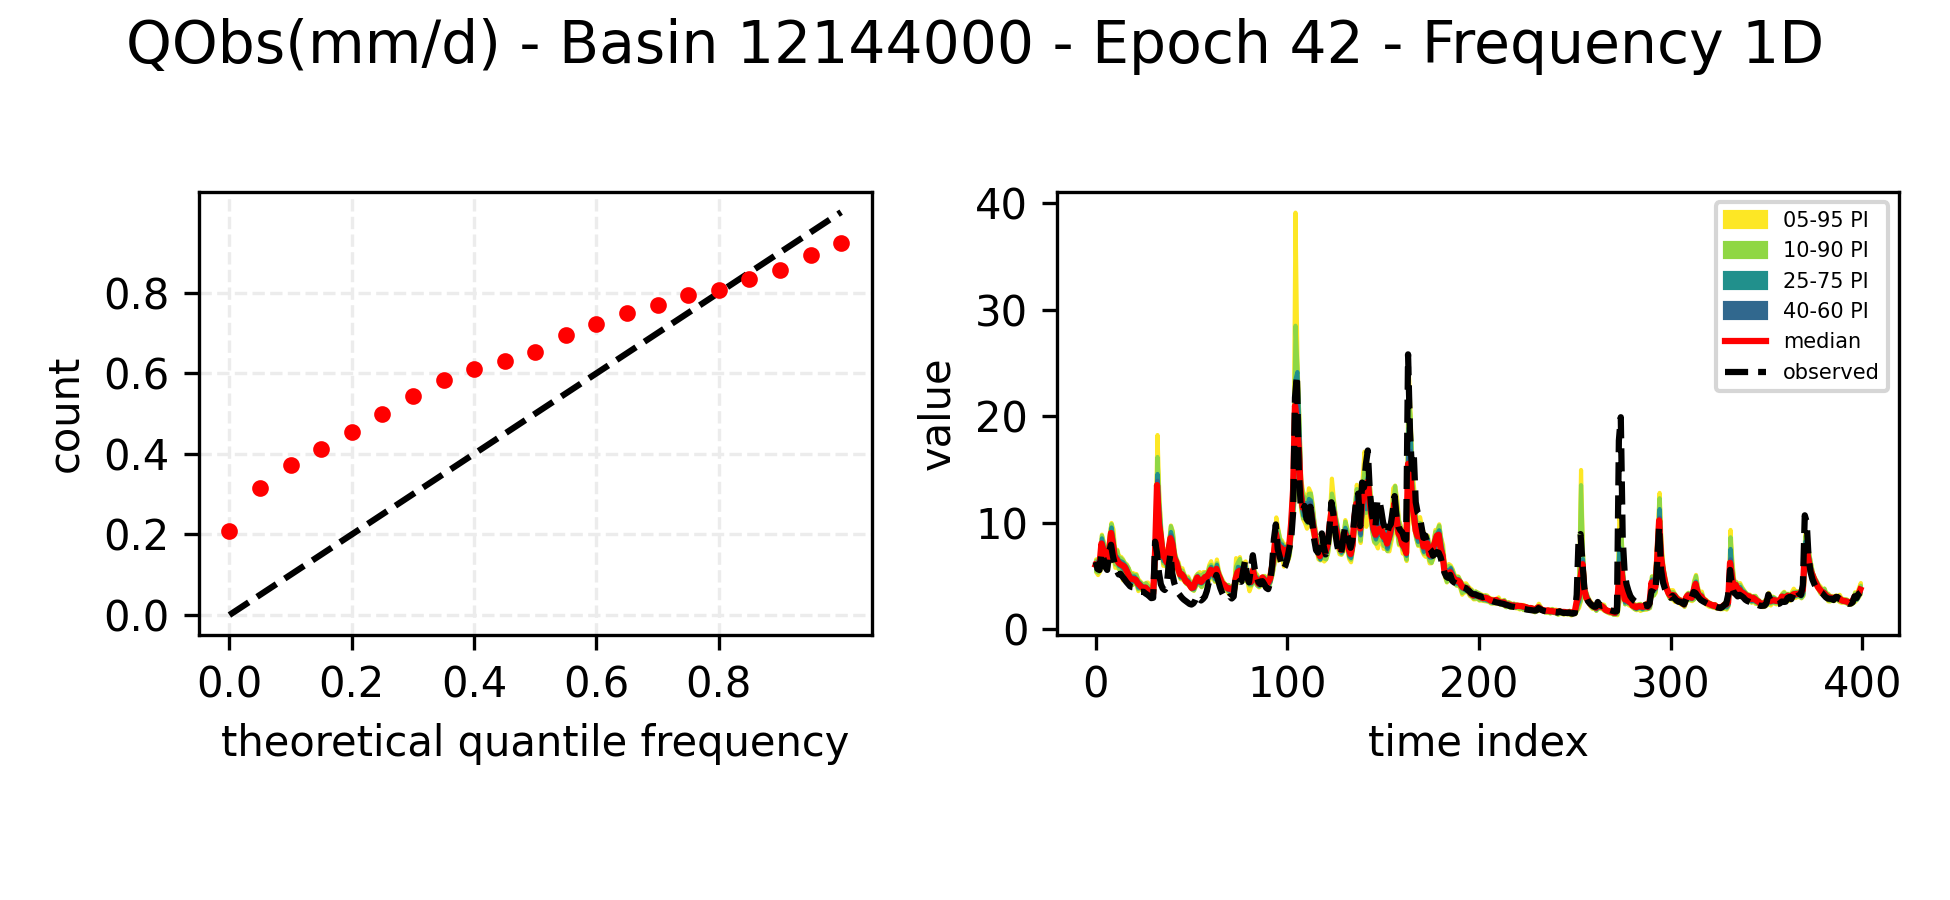 QObs(mm/d) - Basin 12144000 - Epoch 42 - Frequency 1D
count
0.8
0.6
0.4
0.2
0.0
0.0 0.2 0.4 0.6 0.8
theoretical quantile frequency
value
40
30
20
10
0
0 100 200 300 400
time index
05-95 PI
10-90 PI
25-75 PI
40-60 PI
median
observed